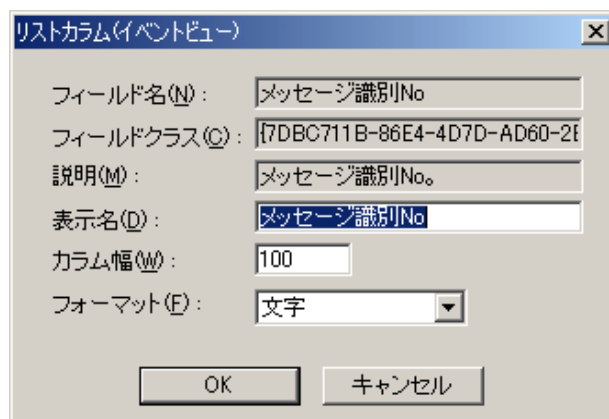 リストカラム(イベントビュー)
フィールド名(N): メッセージ識別No
フィールドクラス(C): {7DBC711B-86E4-4D7D-AD60-2E
説明(M): メッセージ識別No。
表示名(D): メッセージ識別No
カラム幅(W): 100
フォーマット(F): 文字
OK キャンセル